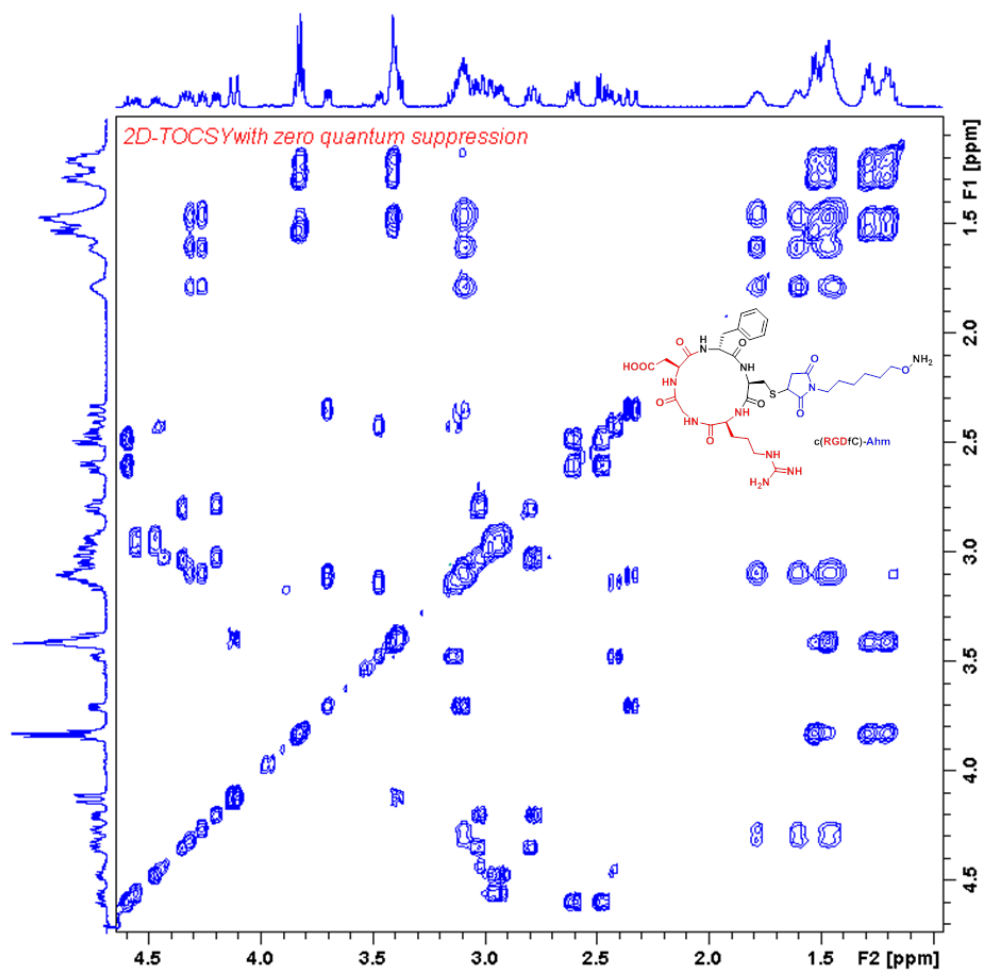 2D-TOCSYwith zero quantum suppression
F1 [ppm]
1.5
2.0
2.5
3.0
3.5
4.0
4.5
O
N
H
HOOC
O
O
NH
NH
O
S
O
N
O
O
NH2
NH
O
HN
O
c(RGDfC)-Ahm
NH
H2N
NH
4.5
4.0
3.5
3.0
2.5
2.0
1.5
F2 [ppm]